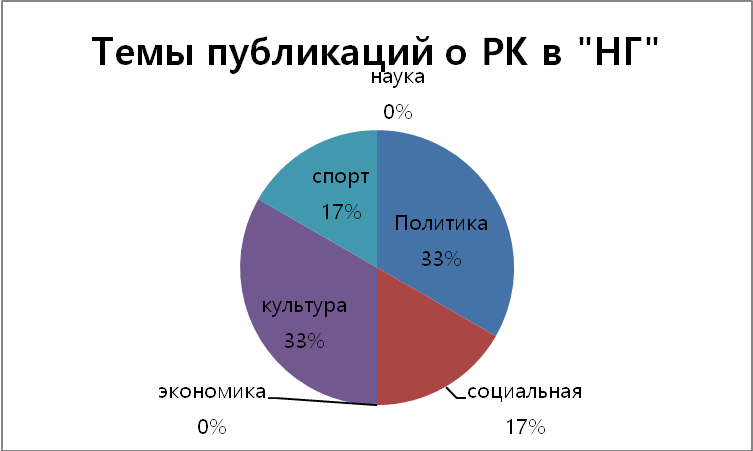 Темы публикаций о РК в "НГ"
наука
0%
спорт
17%
Политика
33%
культура
33%
экономика
0%
социальная
17%